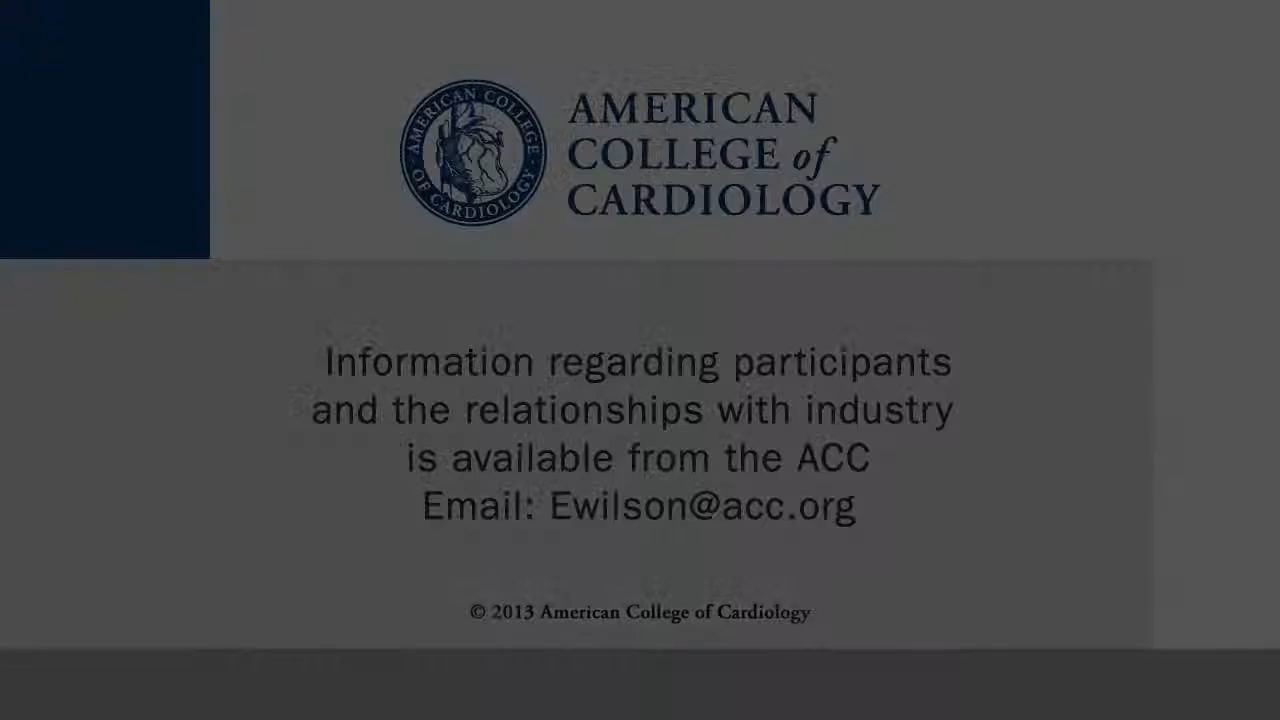 AMERICAN COLLEGE OF CARDIOLOGY
AMERICAN
COLLEGE of
CARDIOLOGY
Information regarding participants
and the relationships with industry
is available from the ACC
Email: Ewilson@acc.org
© 2013 American College of Cardiology